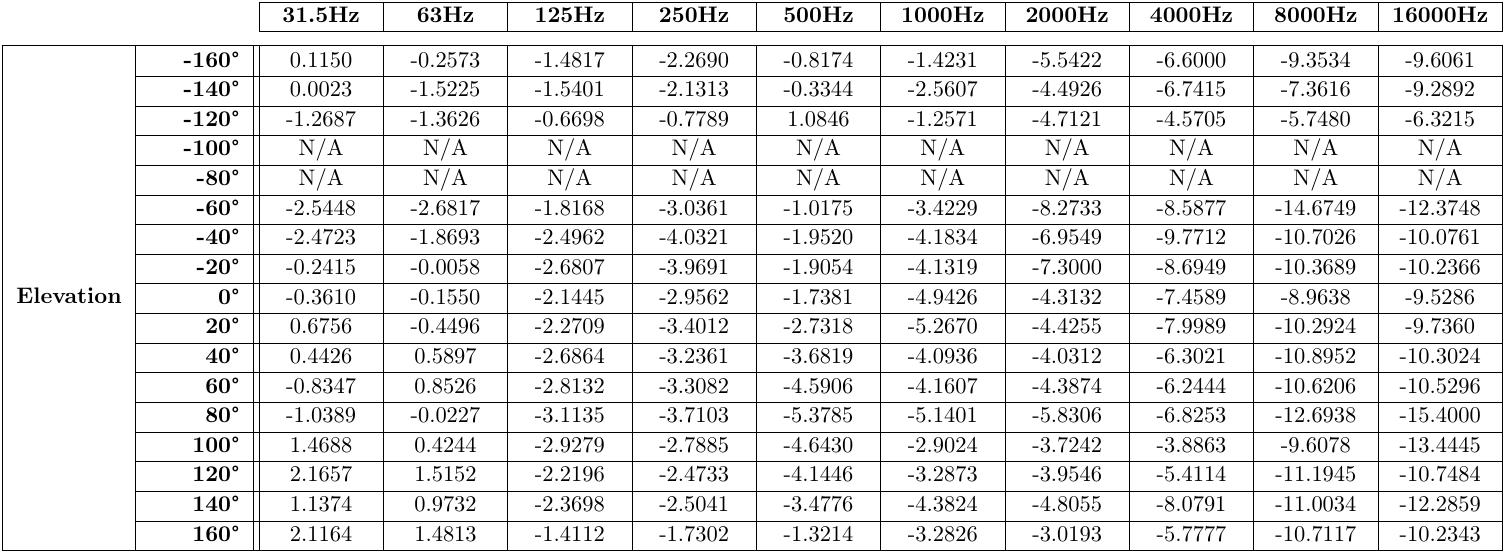 31.5Hz 63Hz 125Hz 250Hz 500Hz 1000Hz 2000Hz 4000Hz 8000Hz 16000Hz
-160° 0.1150 -0.2573 -1.4817 -2.2690 -0.8174 -1.4231 -5.5422 -6.6000 -9.3534 -9.6061
-140° 0.0023 -1.5225 -1.5401 -2.1313 -0.3344 -2.5607 -4.4926 -6.7415 -7.3616 -9.2892
-120° -1.2687 -1.3626 -0.6698 -0.7789 1.0846 -1.2571 -4.7121 -4.5705 -5.7480 -6.3215
-100° N/A N/A N/A N/A N/A N/A N/A N/A N/A N/A
-80° N/A N/A N/A N/A N/A N/A N/A N/A N/A N/A
-60° -2.5448 -2.6817 -1.8168 -3.0361 -1.0175 -3.4229 -8.2733 -8.5877 -14.6749 -12.3748
-40° -2.4723 -1.8693 -2.4962 -4.0321 -1.9520 -4.1834 -6.9549 -9.7712 -10.7026 -10.0761
-20° -0.2415 -0.0058 -2.6807 -3.9691 -1.9054 -4.1319 -7.3000 -8.6949 -10.3689 -10.2366
Elevation 0° -0.3610 -0.1550 -2.1445 -2.9562 -1.7381 -4.9426 -4.3132 -7.4589 -8.9638 -9.5286
20° 0.6756 -0.4496 -2.2709 -3.4012 -2.7318 -5.2670 -4.4255 -7.9989 -10.2924 -9.7360
40° 0.4426 0.5897 -2.6864 -3.2361 -3.6819 -4.0936 -4.0312 -6.3021 -10.8952 -10.3024
60° -0.8347 0.8526 -2.8132 -3.3082 -4.5906 -4.1607 -4.3874 -6.2444 -10.6206 -10.5296
80° -1.0389 -0.0227 -3.1135 -3.7103 -5.3785 -5.1401 -5.8306 -6.8253 -12.6938 -15.4000
100° 1.4688 0.4244 -2.9279 -2.7885 -4.6430 -2.9024 -3.7242 -3.8863 -9.6078 -13.4445
120° 2.1657 1.5152 -2.2196 -2.4733 -4.1446 -3.2873 -3.9546 -5.4114 -11.1945 -10.7484
140° 1.1374 0.9732 -2.3698 -2.5041 -3.4776 -4.3824 -4.8055 -8.0791 -11.0034 -12.2859
160° 2.1164 1.4813 -1.4112 -1.7302 -1.3214 -3.2826 -3.0193 -5.7777 -10.7117 -10.2343